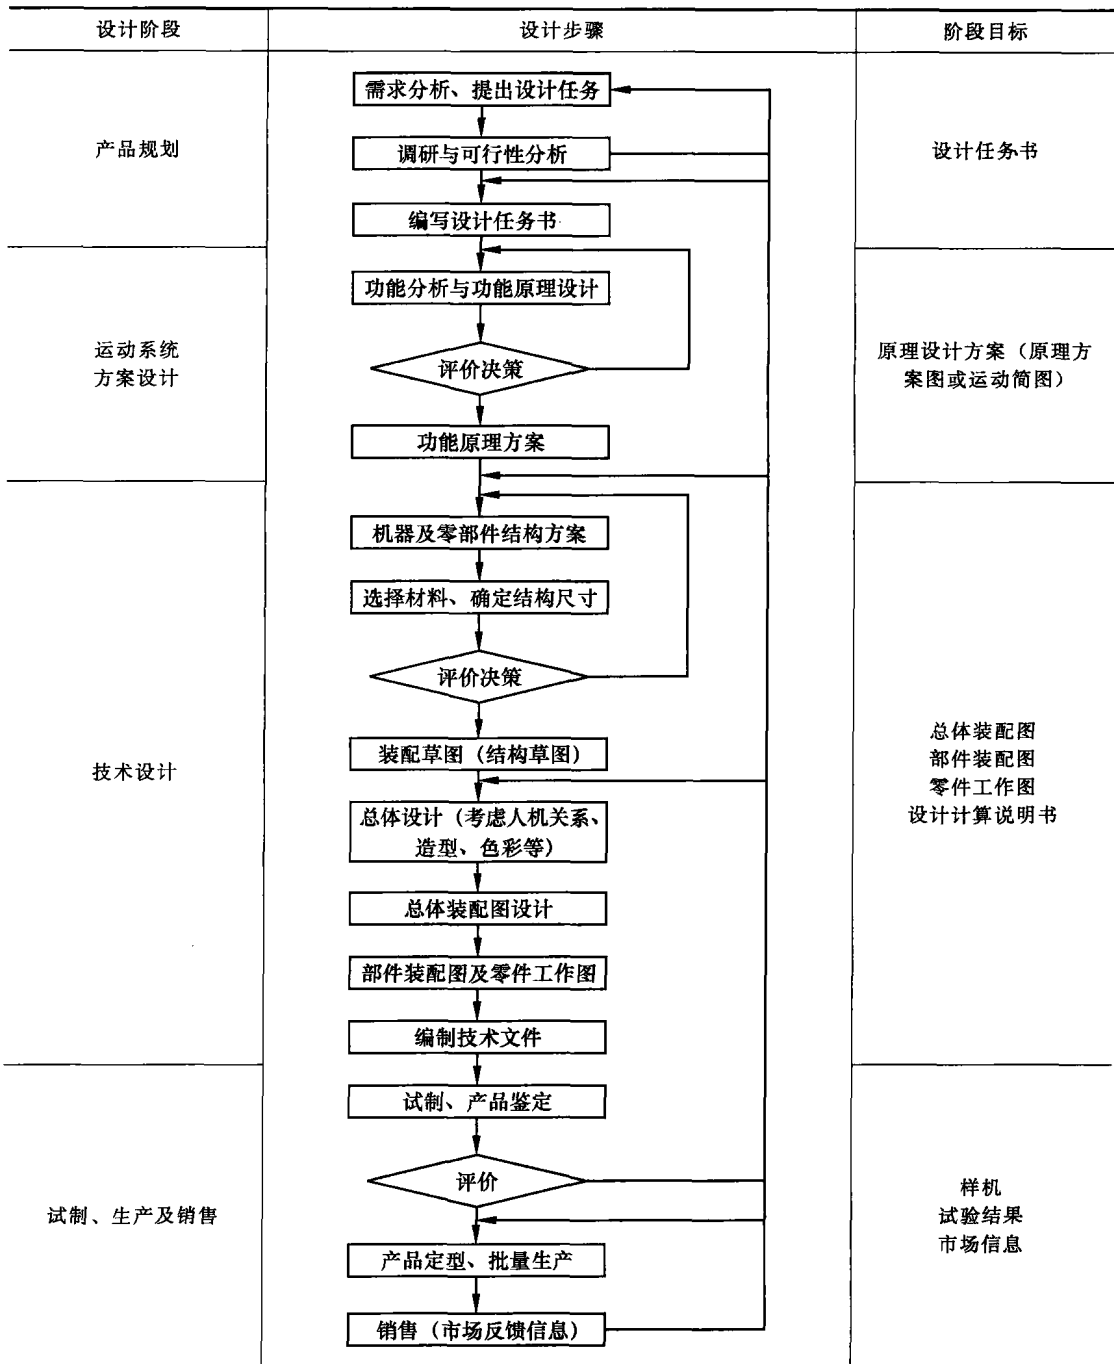 设计阶段
设计步骤
阶段目标
需求分析、提出设计任务
产品规划
调研与可行性分析
设计任务书
编写设计任务书
功能分析与功能原理设计
运动系统
方案设计
评价决策
原理设计方案（原理方
案图或运动简图）
功能原理方案
机器及零部件结构方案
选择材料、确定结构尺寸
评价决策
装配草图（结构草图）
技术设计
总体装配图
部件装配图
零件工作图
设计计算说明书
总体设计（考虑人机关系、
造型、色彩等）
总体装配图设计
部件装配图及零件工作图
编制技术文件
试制、产品鉴定
评价
试制、生产及销售
样机
试验结果
市场信息
产品定型、批量生产
销售（市场反馈信息）